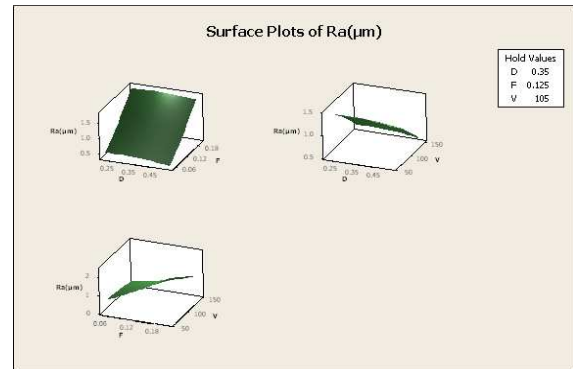 Surface Plots of Ra(µm)
Hold Values
D 0.35
F 0.125
V 105
Ra(µm)
1.5
1.0
0.5
0.25
0.35
0.45
D
0.06
0.12
0.18
F
Ra(µm)
1.5
1.0
0.5
0.25
0.35
0.45
D
50
100
150
V
Ra(µm)
2
1
0
0.06
0.12
0.18
F
50
100
150
V